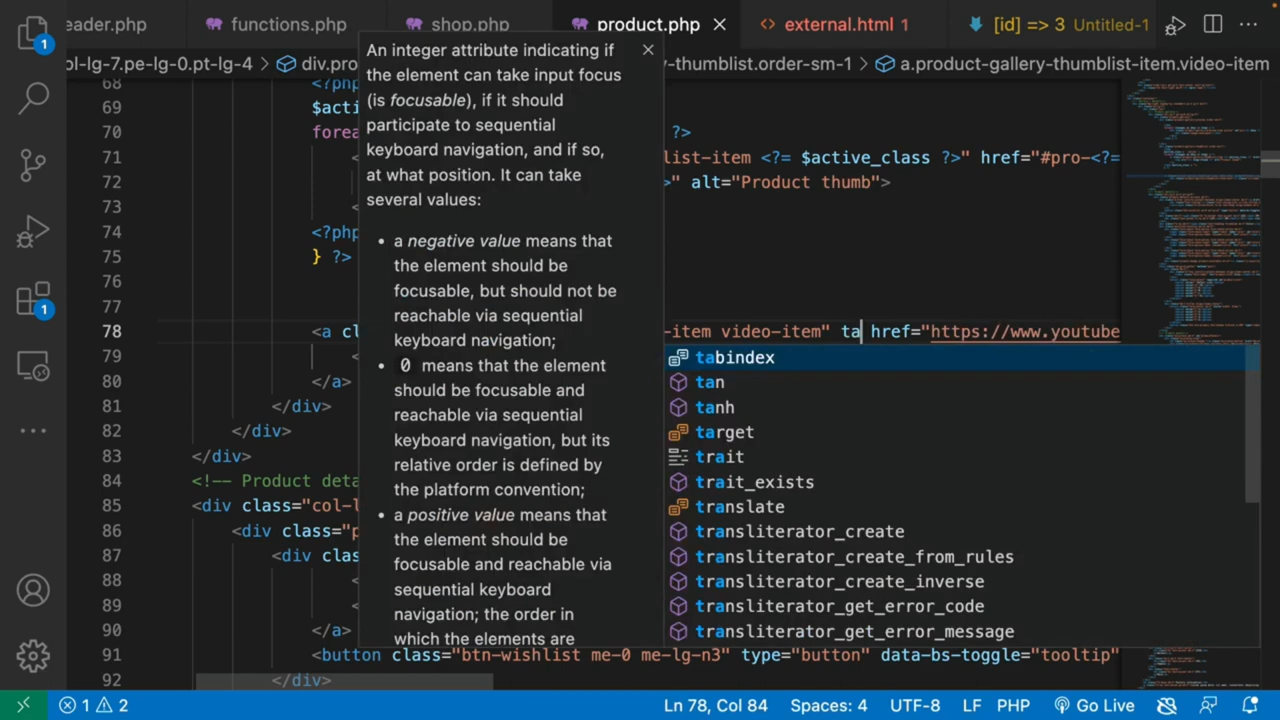 eader.php functions.php shop.php product.php external.html 1 [id] => 3 Untitled-1
ol-lg-7.pe-lg-0.pt-lg-4 > div.pro y-thumblist.order-sm-1 > a.product-gallery-thumblist-item.video-item
1
1
An integer attribute indicating if
the element can take input focus
(is focusable), if it should
participate to sequential
keyboard navigation, and if so,
at what position. It can take
several values:
• a negative value means that
the element should be
focusable, but should not be
reachable via sequential
keyboard navigation;
• 0 means that the element
should be focusable and
reachable via sequential
keyboard navigation, but its
relative order is defined by
the platform convention;
• a positive value means that
the element should be
focusable and reachable via
sequential keyboard
navigation; the order in
which the elements are
68 <?php
69 $acti
70 forea ?>
71 < list-item <?= $active_class ?>" href="#pro-<?=
72 < " alt="Product thumb">
73 <
74 <?php
75 } ?>
76
77
78 <a cl -item video-item" ta href="https://www.youtube
79 <
80 </a>
81 </div>
82 </div>
83 </div>
84 <!-- Product deta
85 <div class="col-l
86 <div class="p
87 <div clas
88 <
89 <
90 </a>
91 <button class="btn-wishlist me-0 me-lg-n3" type="button" data-bs-toggle="tooltip"
92 </div>
tabindex
tan
tanh
target
trait
trait_exists
translate
transliterator_create
transliterator_create_from_rules
transliterator_create_inverse
transliterator_get_error_code
transliterator_get_error_message
1 2 Ln 78, Col 84 Spaces: 4 UTF-8 LF PHP Go Live